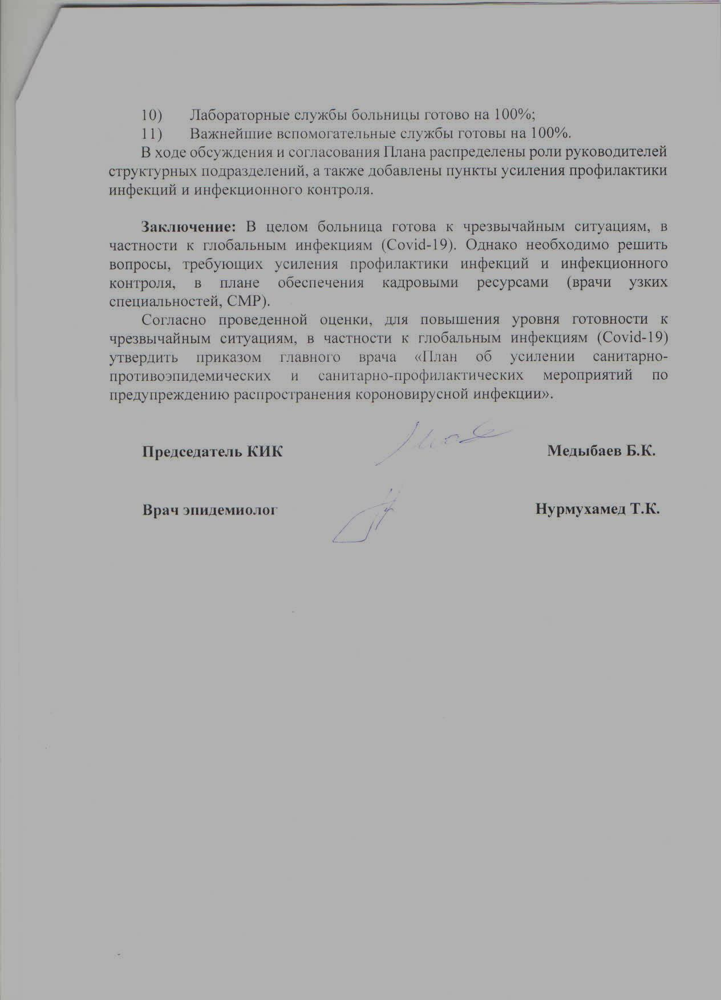 10) Лабораторные службы больницы готово на 100%;
11) Важнейшие вспомогательные службы готовы на 100%.
В ходе обсуждения и согласования Плана распределены роли руководителей
структурных подразделений, а также добавлены пункты усиления профилактики
инфекций и инфекционного контроля.
Заключение: В целом больница готова к чрезвычайным ситуациям, в
частности к глобальным инфекциям (Covid-19). Однако необходимо решить
вопросы, требующих усиления профилактики инфекций и инфекционного
контроля, в плане обеспечения кадровыми ресурсами (врачи узких
специальностей, СМР).
Согласно проведенной оценки, для повышения уровня готовности к
чрезвычайным ситуациям, в частности к глобальным инфекциям (Covid-19)
утвердить приказом главного врача «План об усилении санитарно-
противоэпидемических и санитарно-профилактических мероприятий по
предупреждению распространения короновирусной инфекции».
Председатель КИК Медыбаев Б.К.
Врач эпидемиолог Нурмухамед Т.К.